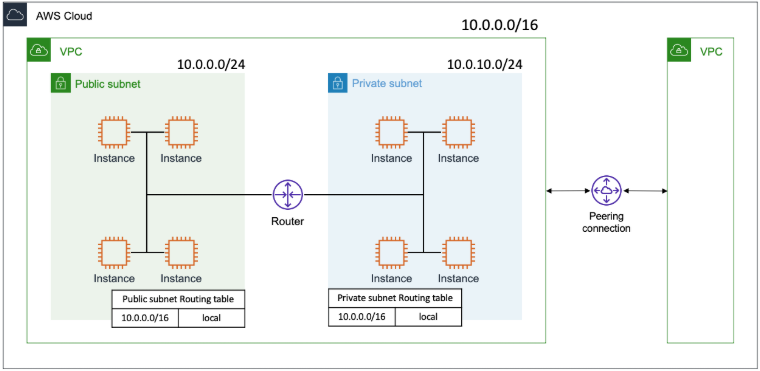 AWS Cloud
10.0.0.0/16
VPC
VPC
10.0.0.0/24
10.0.10.0/24
Public subnet
Private subnet
Instance
Instance
Instance
Instance
Router
Peering
connection
Instance
Instance
Instance
Instance
Public subnet Routing table
10.0.0.0/16 local
Private subnet Routing table
10.0.0.0/16 local